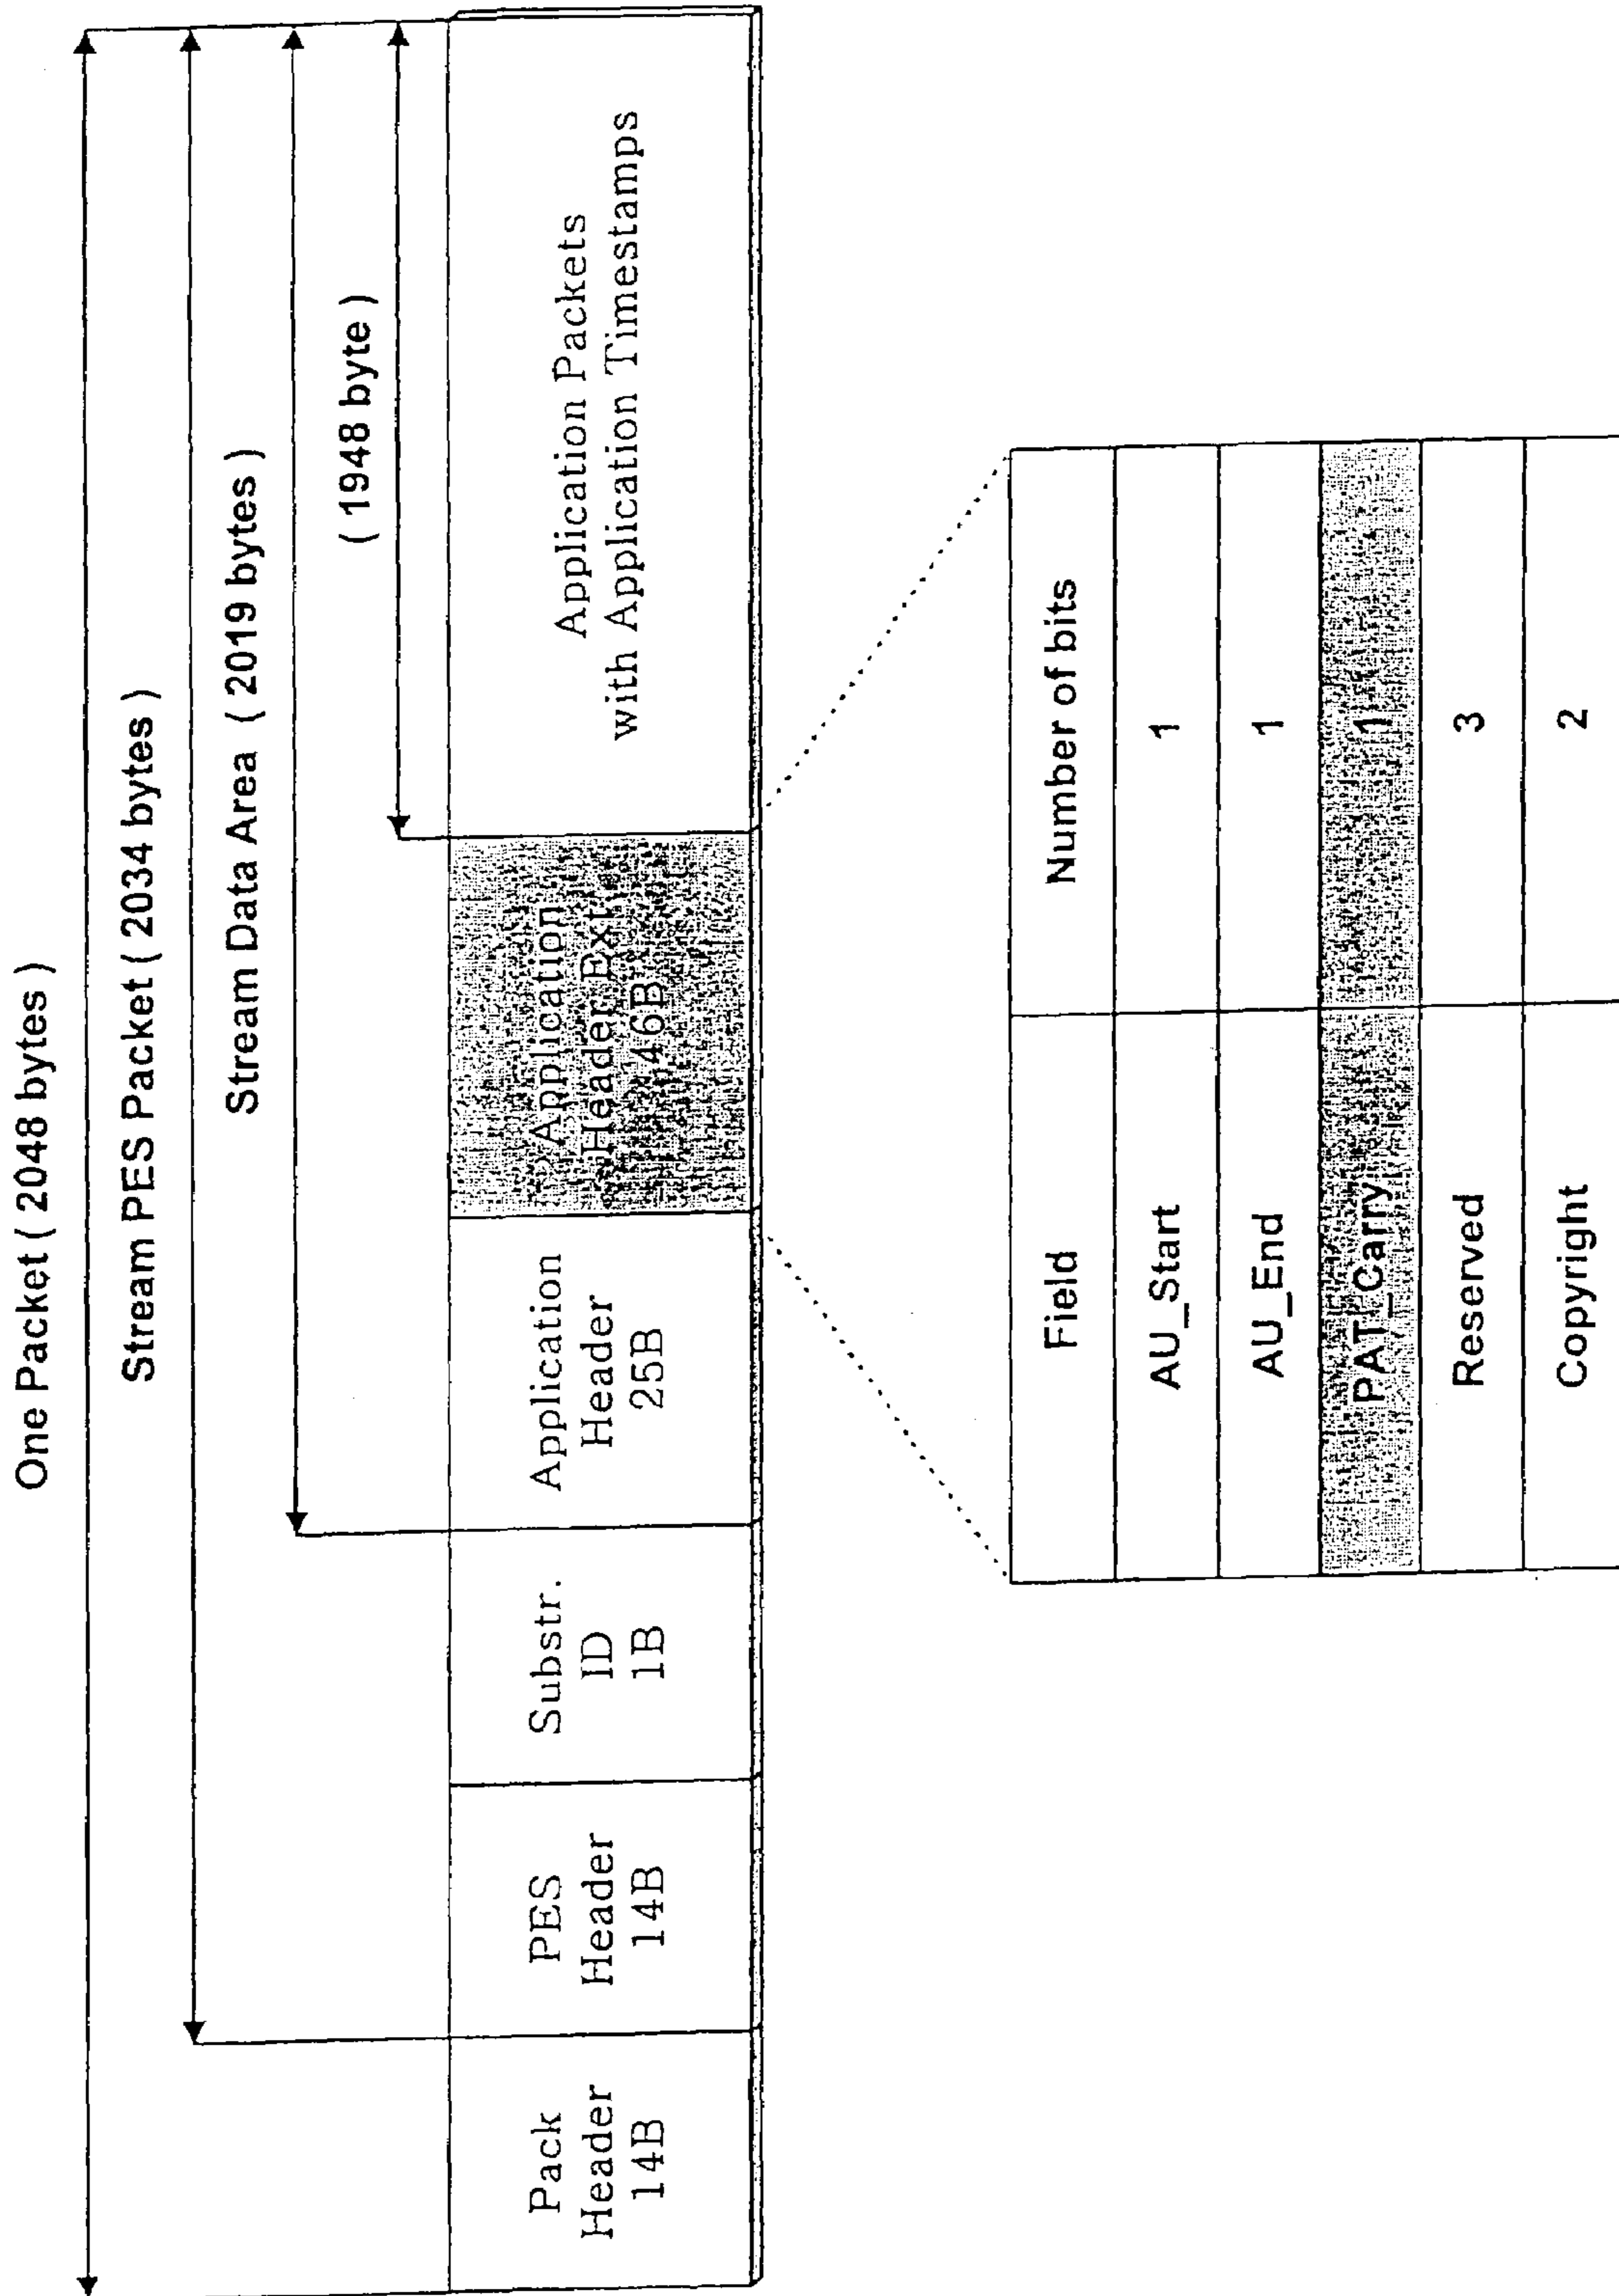 One Packet ( 2048 bytes )
Stream PES Packet ( 2034 bytes )
Stream Data Area ( 2019 bytes )
( 1948 byte )
Pack
Header
14B
PES
Header
14B
Substr.
ID
1B
Application
Header
25B
Application
Header Ext
46B
Application Packets
with Application Timestamps
Field Number of bits
AU_Start 1
AU_End 1
PAT_Carry 1
Reserved 3
Copyright 2